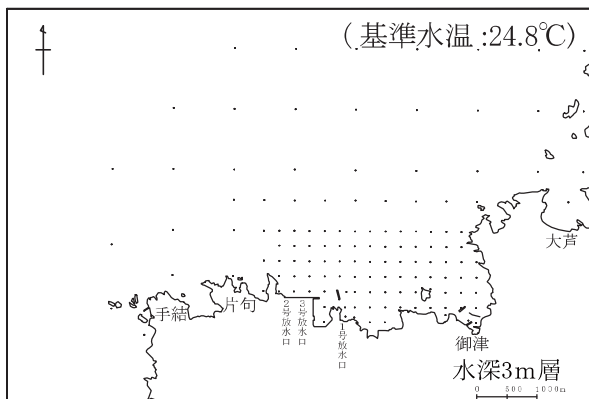 (基準水温:24.8℃)
大芦
手結
片句
2号放水口
3号放水口
1号放水口
御津
水深3m層
0 500 1000m